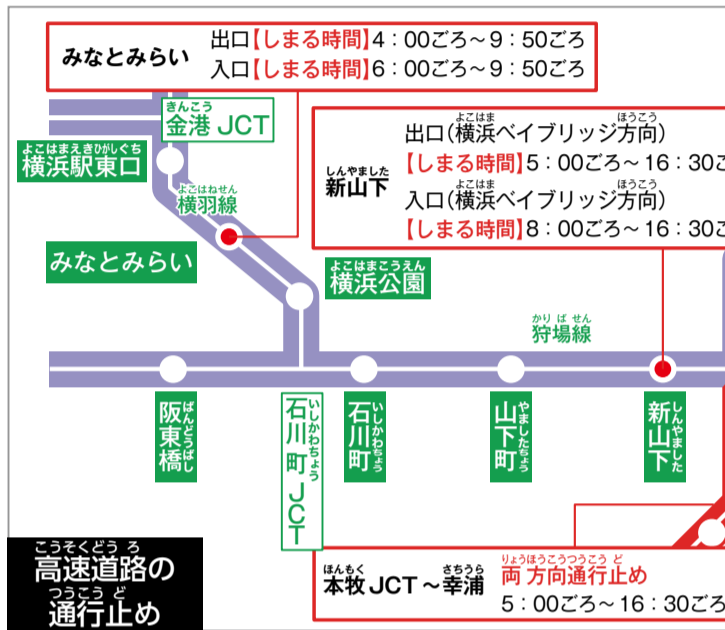 みなとみらい
出口【しまる時間】4：00ごろ～9：50ごろ
入口【しまる時間】6：00ごろ～9：50ごろ
きんこう
金港 JCT
よこはまえきひがしぐち
横浜駅東口
よこはねせん
横羽線
みなとみらい
よこはまこうえん
横浜公園
しんやました
新山下
よこはま ほうこう
出口(横浜ベイブリッジ方向)
【しまる時間】5：00ごろ～16：30ご
よこはま ほうこう
入口(横浜ベイブリッジ方向)
【しまる時間】8：00ごろ～16：30ご
かりばせん
狩場線
ばんどうばし
阪東橋
いしかわちょう
石川町JCT
いしかわちょう
石川町
やましたちょう
山下町
しんやました
新山下
こうそくどうろ
高速道路の
つうこうど
通行止め
ほんもく さちうら
本牧 JCT～幸浦
りょうほうこうつうこうど
両方向通行止め
5：00ごろ～16：30ご